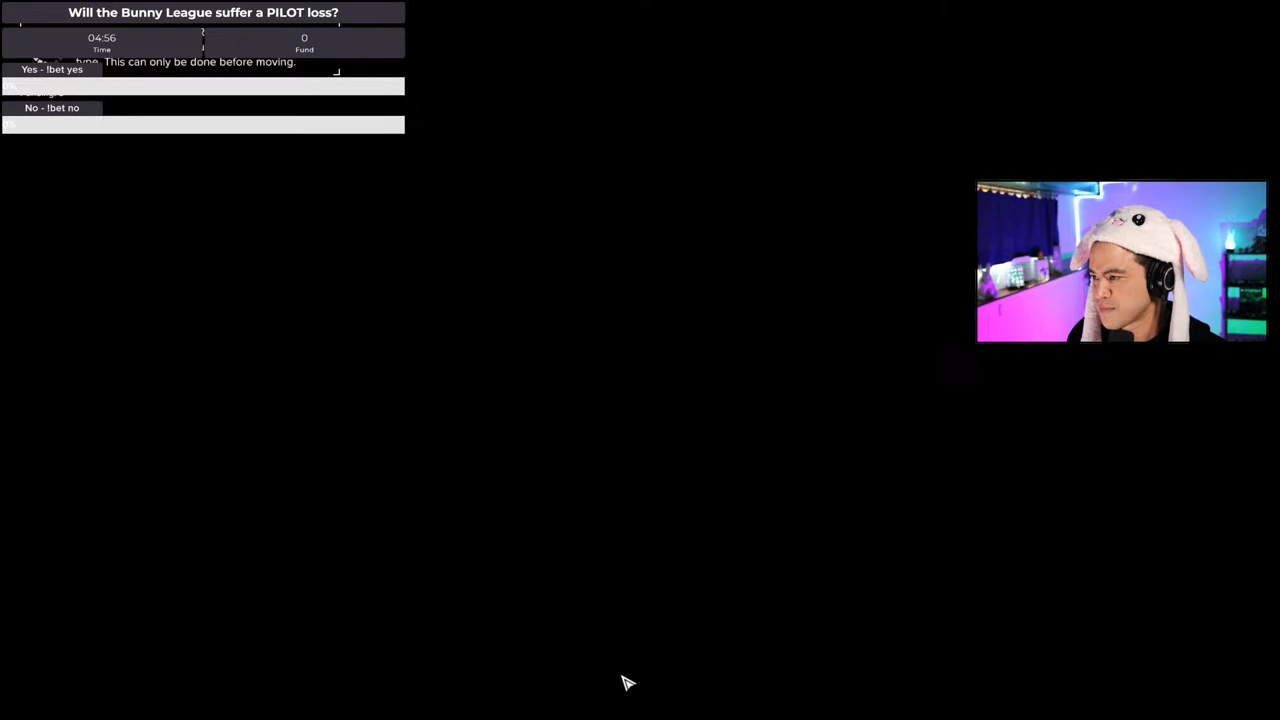 Will the Bunny League suffer a PILOT loss?
04:56
Time
0
Fund
type. This can only be done before moving.
Yes - !bet yes
No - !bet no